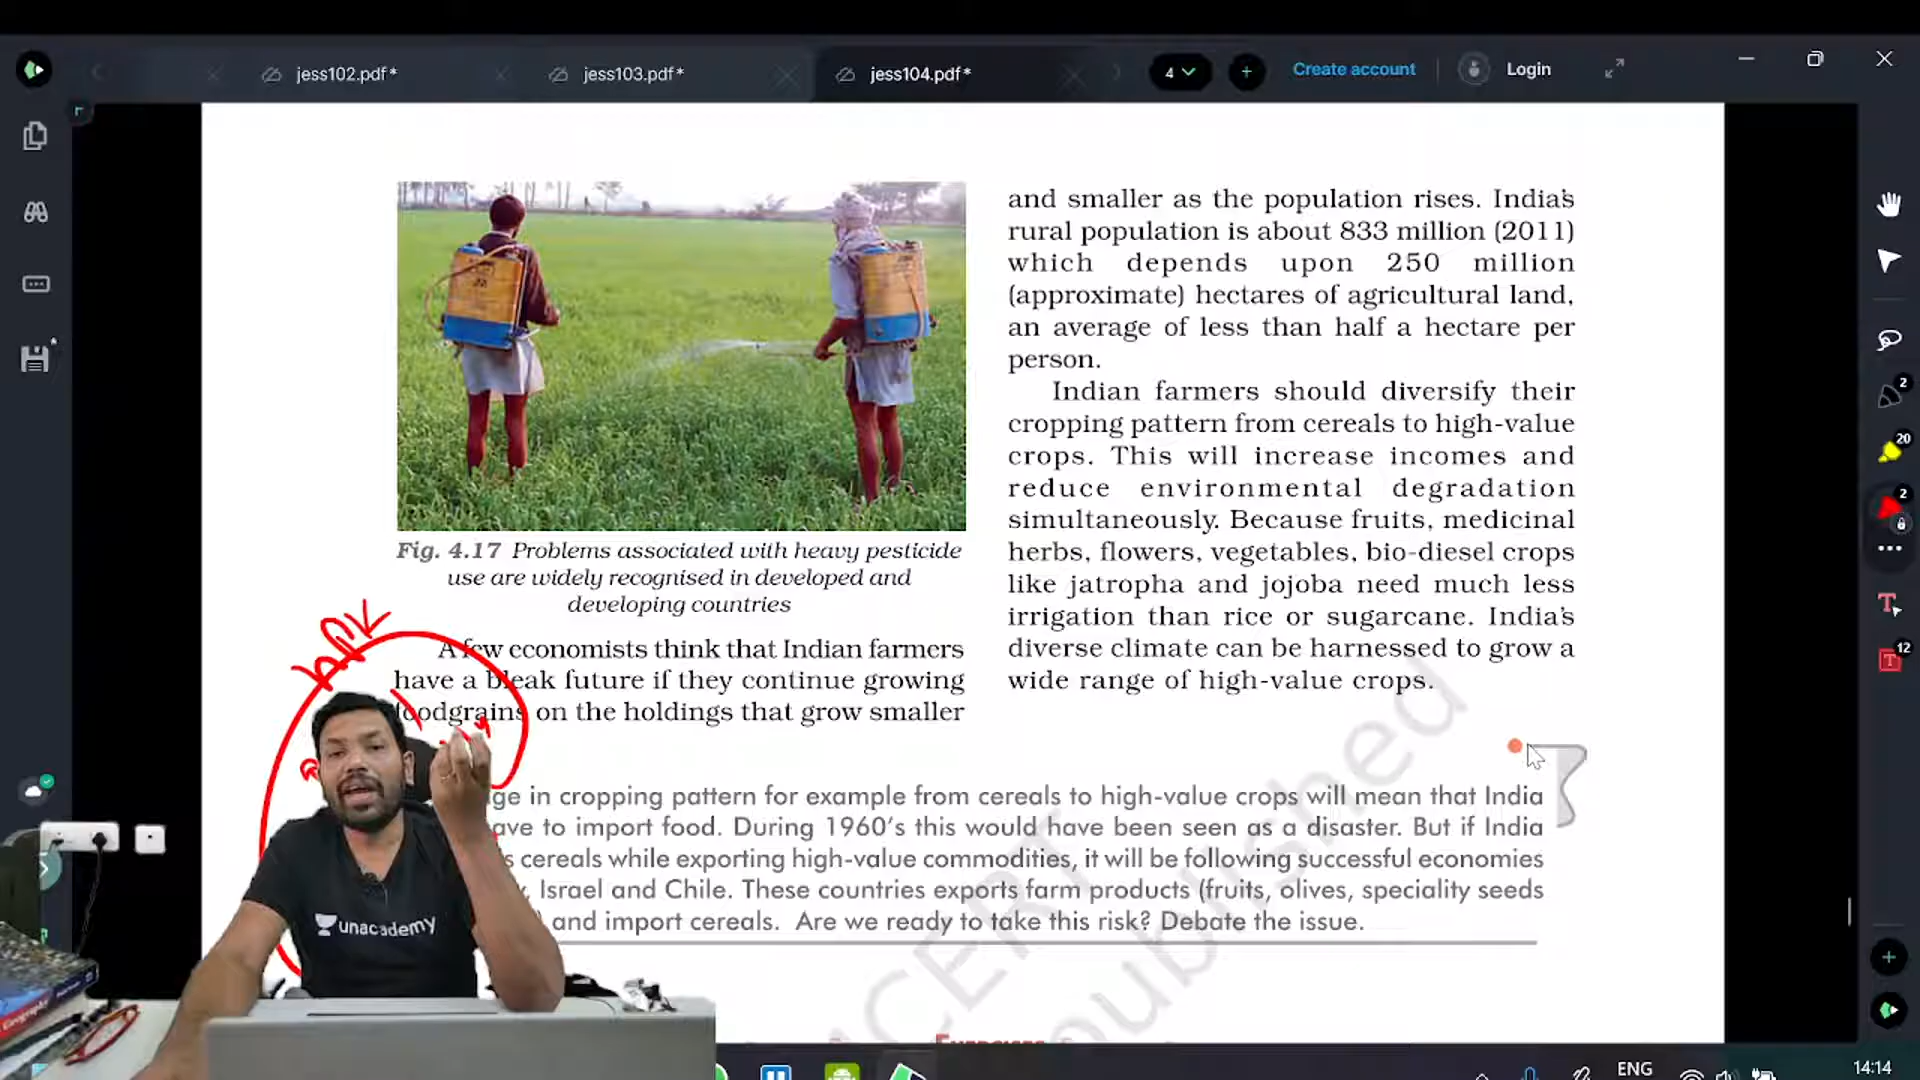 jess102.pdf*
jess103.pdf*
jess104.pdf*
4
Create account
Login
and smaller as the population rises. India's
rural population is about 833 million (2011)
which depends upon 250 million
(approximate) hectares of agricultural land,
an average of less than half a hectare per
person.
Indian farmers should diversify their
cropping pattern from cereals to high-value
crops. This will increase incomes and
reduce environmental degradation
simultaneously. Because fruits, medicinal
herbs, flowers, vegetables, bio-diesel crops
like jatropha and jojoba need much less
irrigation than rice or sugarcane. India's
diverse climate can be harnessed to grow a
wide range of high-value crops.
Fig. 4.17 Problems associated with heavy pesticide
use are widely recognised in developed and
developing countries
A few economists think that Indian farmers
have a bleak future if they continue growing
foodgrains on the holdings that grow smaller
in cropping pattern for example from cereals to high-value crops will mean that India
to import food. During 1960's this would have been seen as a disaster. But if India
cereals while exporting high-value commodities, it will be following successful economies
Israel and Chile. These countries exports farm products (fruits, olives, speciality seeds
and import cereals. Are we ready to take this risk? Debate the issue.
unacademy
published
EXERCISES
2
20
2
T
T
12
Geography
ENG
14:14